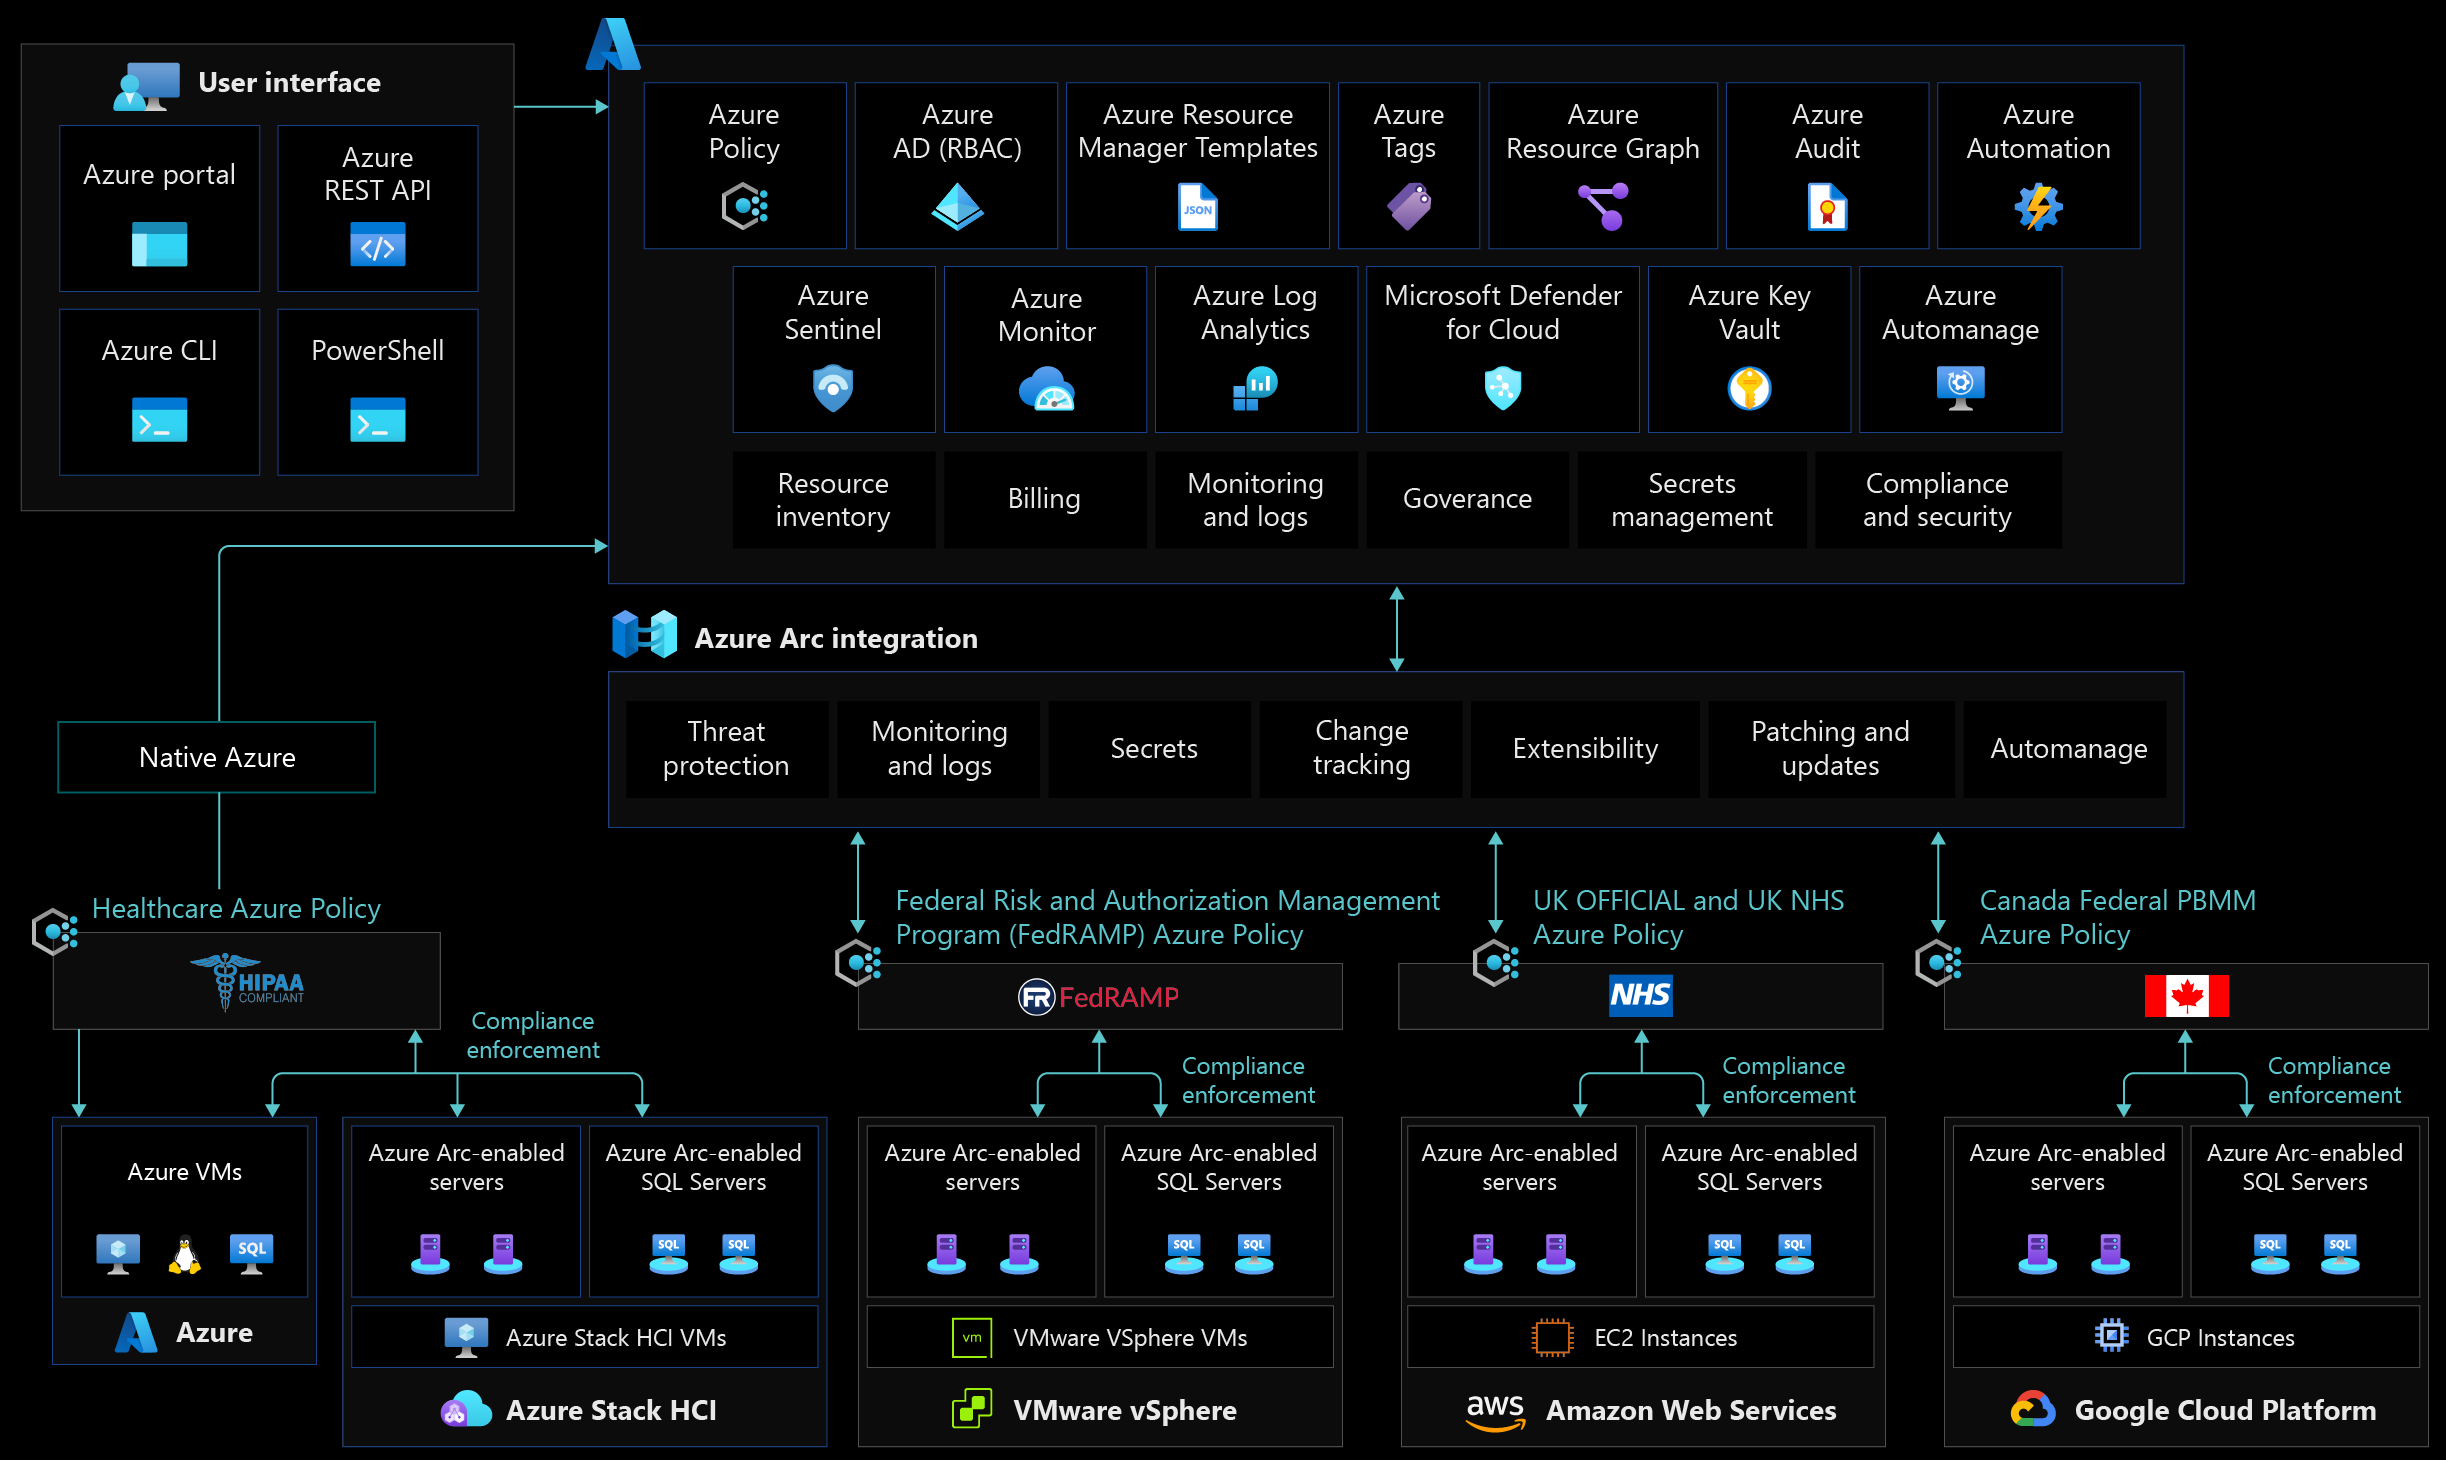 User interface
Azure portal
Azure
REST API
Azure CLI
PowerShell
Azure
Policy
Azure
AD (RBAC)
Azure Resource
Manager Templates
JSON
Azure
Tags
Azure
Resource Graph
Azure
Audit
Azure
Automation
Azure
Sentinel
Azure
Monitor
Azure Log
Analytics
Microsoft Defender
for Cloud
Azure Key
Vault
Azure
Automanage
Resource
inventory
Billing
Monitoring
and logs
Goverance
Secrets
management
Compliance
and security
Azure Arc integration
Threat
protection
Monitoring
and logs
Secrets
Change
tracking
Extensibility
Patching and
updates
Automanage
Native Azure
Healthcare Azure Policy
HIPAA
COMPLIANT
Federal Risk and Authorization Management
Program (FedRAMP) Azure Policy
FR FedRAMP
UK OFFICIAL and UK NHS
Azure Policy
NHS
Canada Federal PBMM
Azure Policy
Compliance
enforcement
Compliance
enforcement
Compliance
enforcement
Compliance
enforcement
Azure VMs
SQL
Azure
Azure Arc-enabled
servers
Azure Arc-enabled
SQL Servers
SQL SQL
Azure Stack HCI VMs
Azure Stack HCI
Azure Arc-enabled
servers
Azure Arc-enabled
SQL Servers
SQL SQL
vm VMware VSphere VMs
VMware vSphere
Azure Arc-enabled
servers
Azure Arc-enabled
SQL Servers
SQL SQL
EC2 Instances
aws Amazon Web Services
Azure Arc-enabled
servers
Azure Arc-enabled
SQL Servers
SQL SQL
GCP Instances
Google Cloud Platform